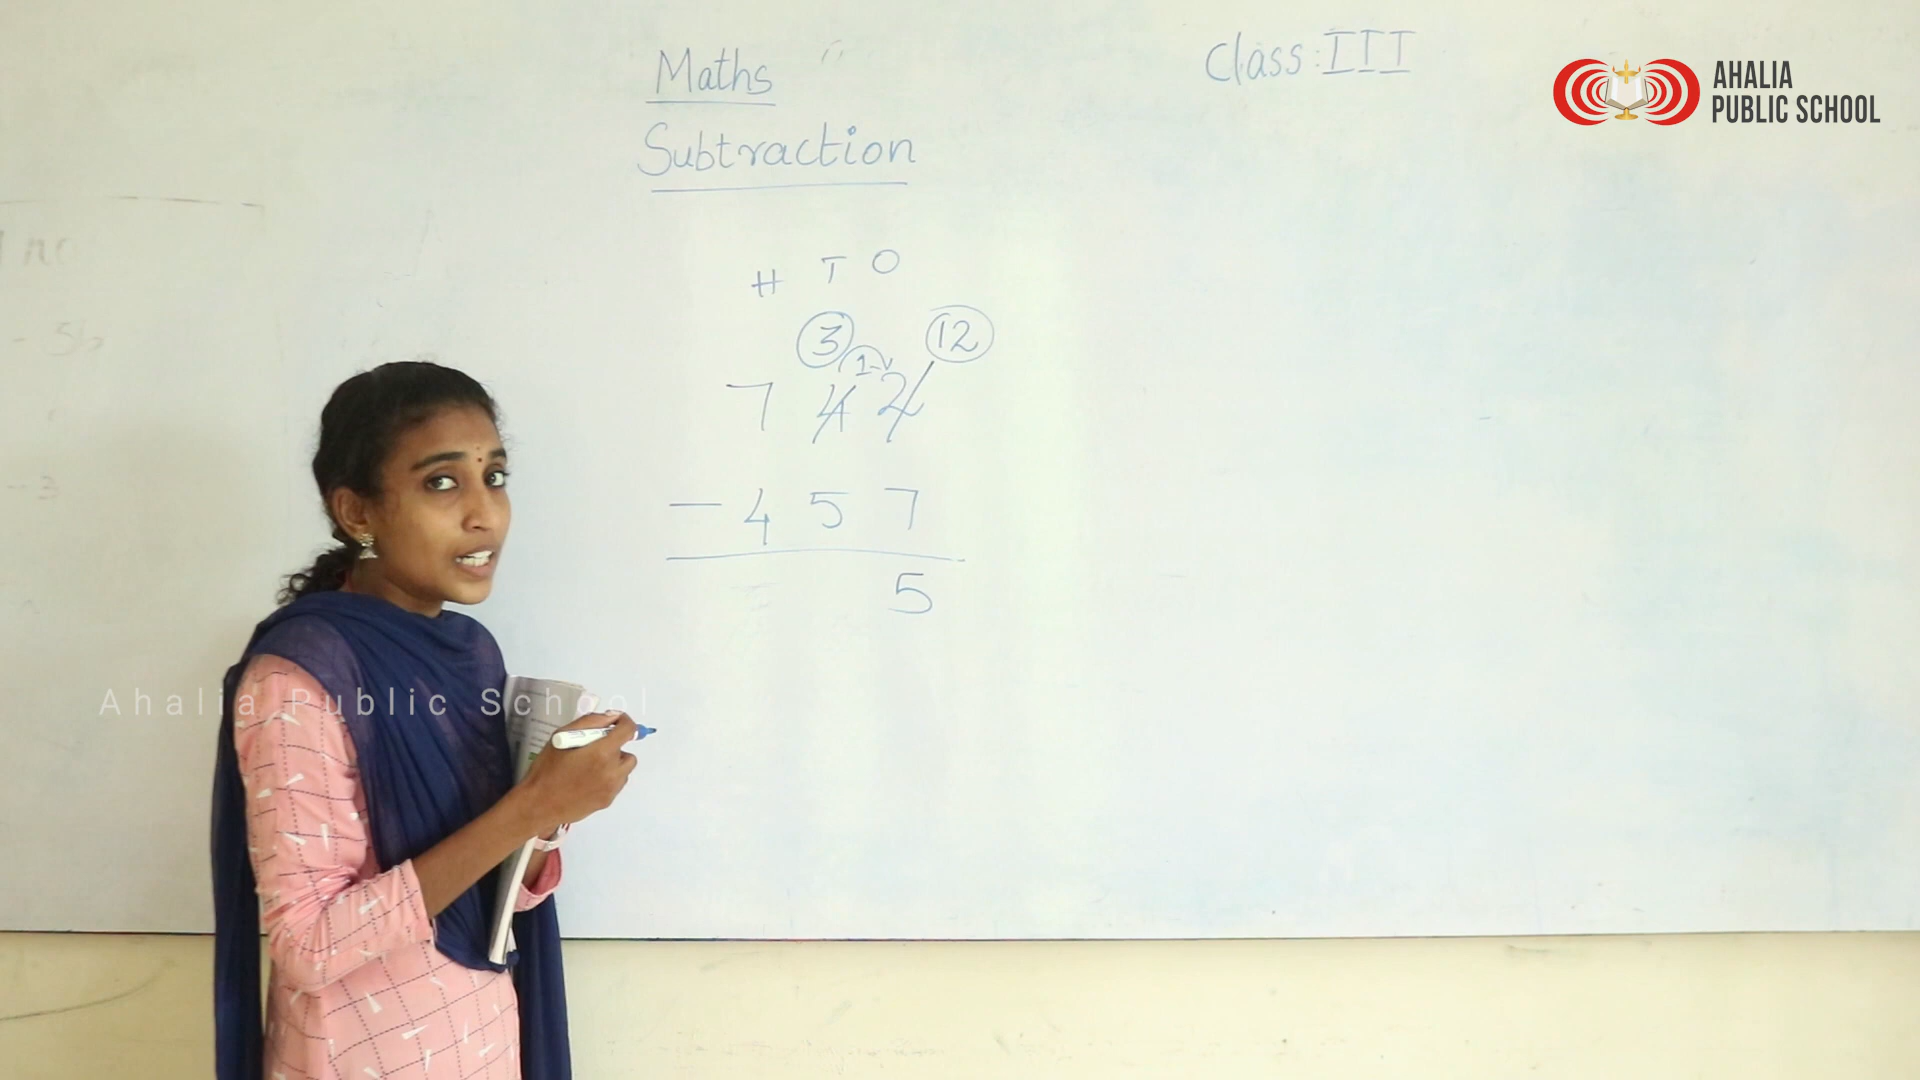 Maths
Class: III
AHALIA
PUBLIC SCHOOL
Subtraction
H T O
3 12
1
7 4 2
- 4 5 7
5
Ahalia Public School